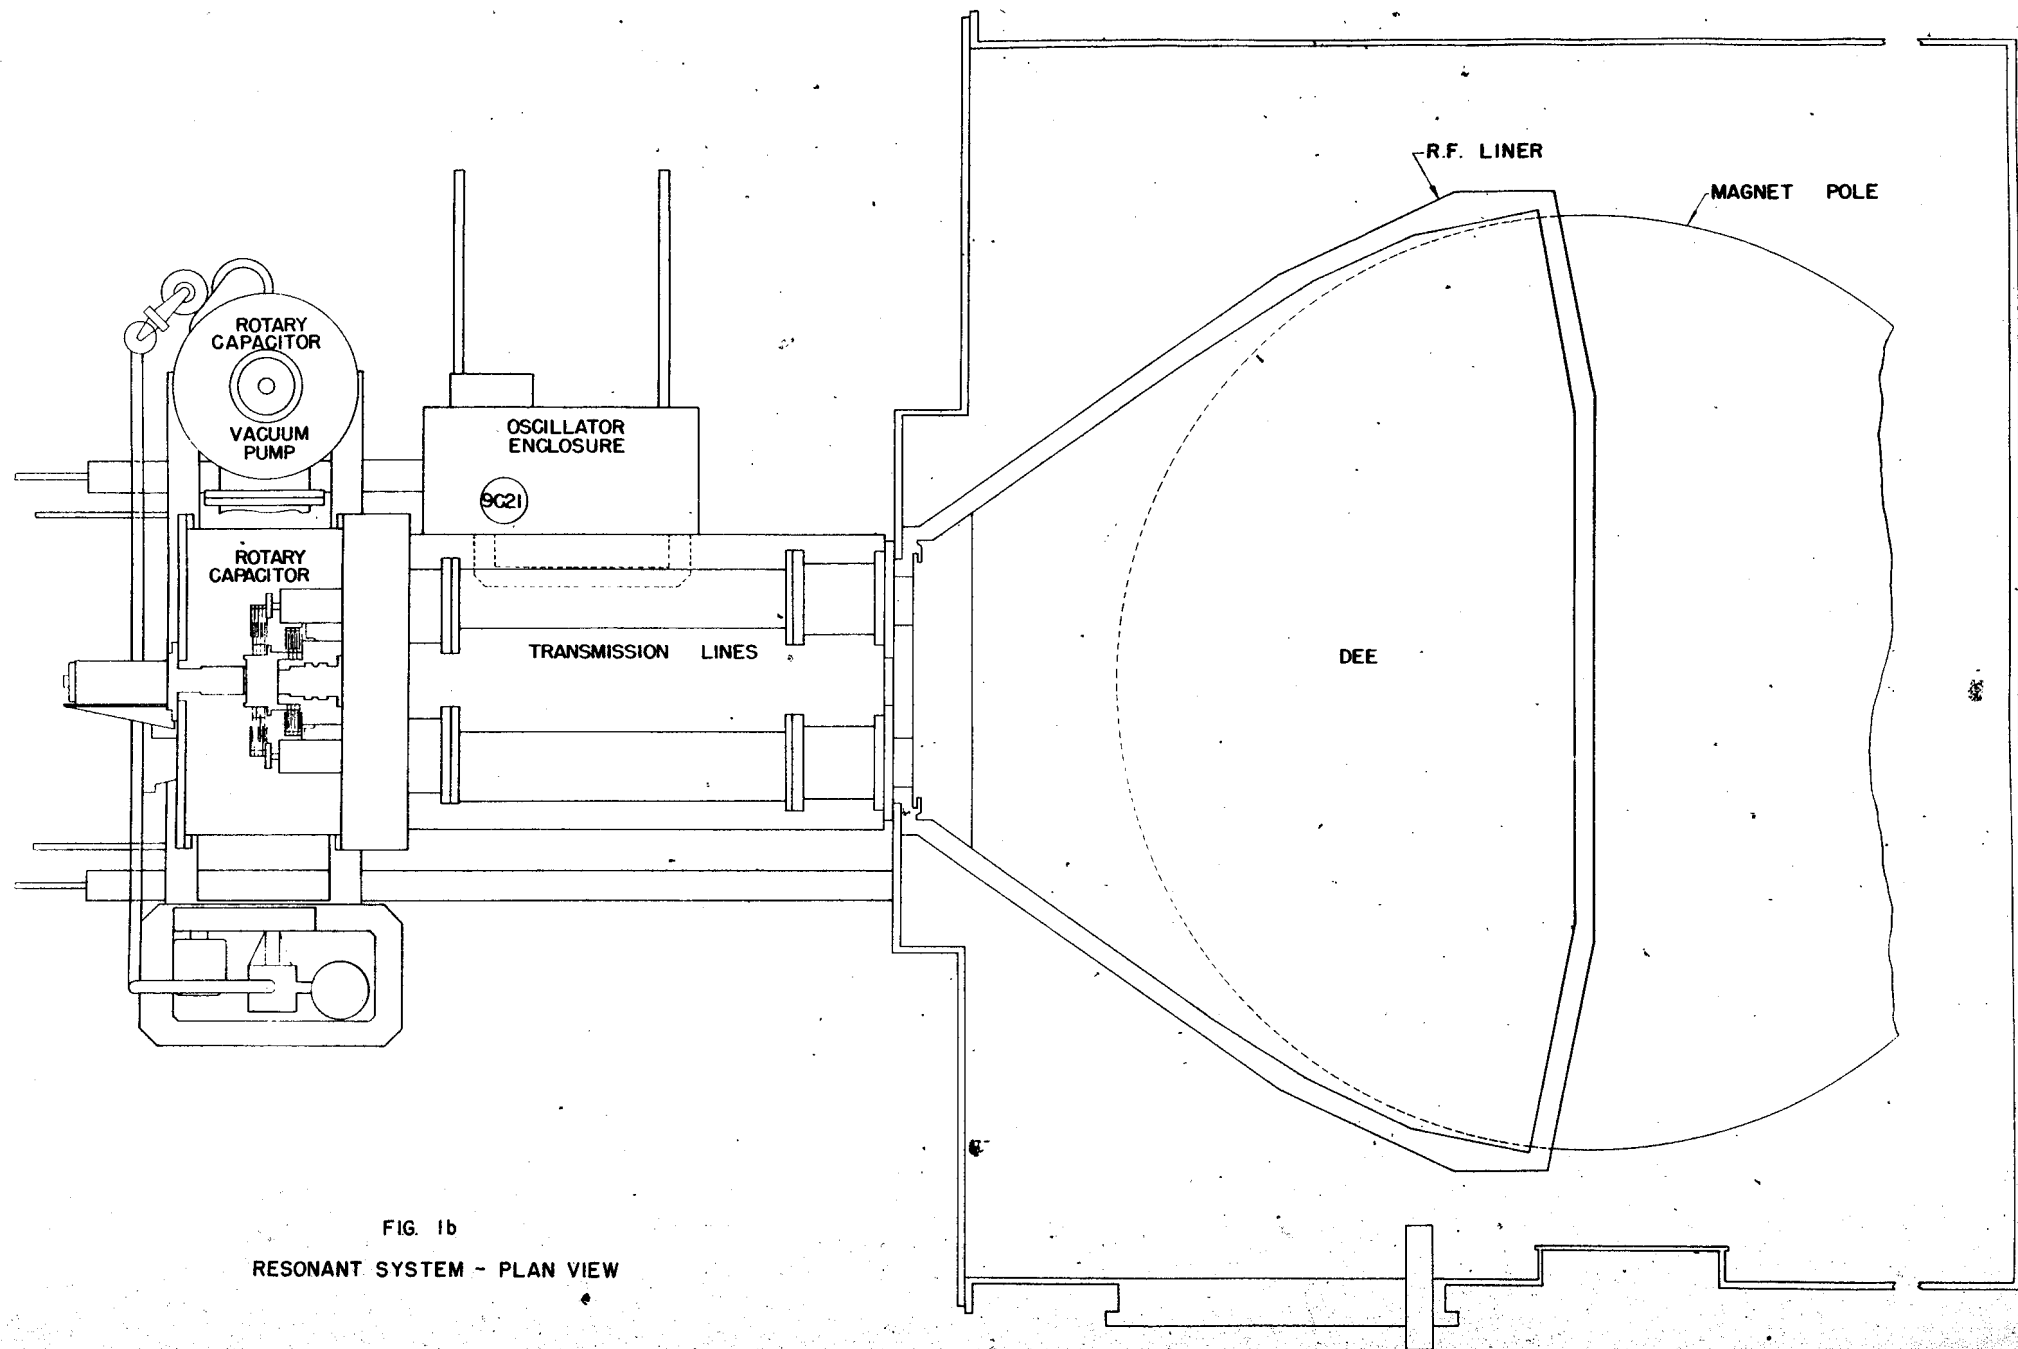 R.F. LINER
MAGNET POLE
ROTARY
CAPACITOR
VACUUM
PUMP
OSCILLATOR
ENCLOSURE
9C21
ROTARY
CAPACITOR
TRANSMISSION LINES
DEE
FIG. 1b
RESONANT SYSTEM - PLAN VIEW